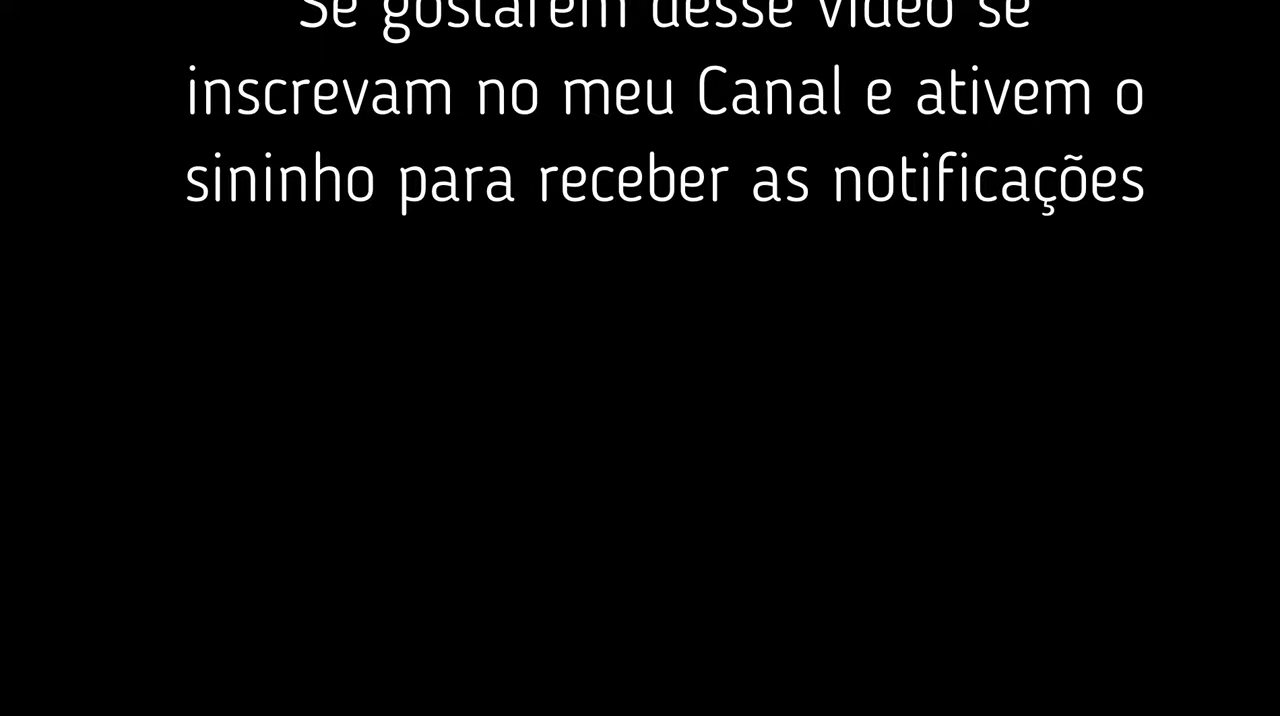 Se gostarem desse vídeo se
inscrevam no meu Canal e ativem o
sininho para receber as notificações